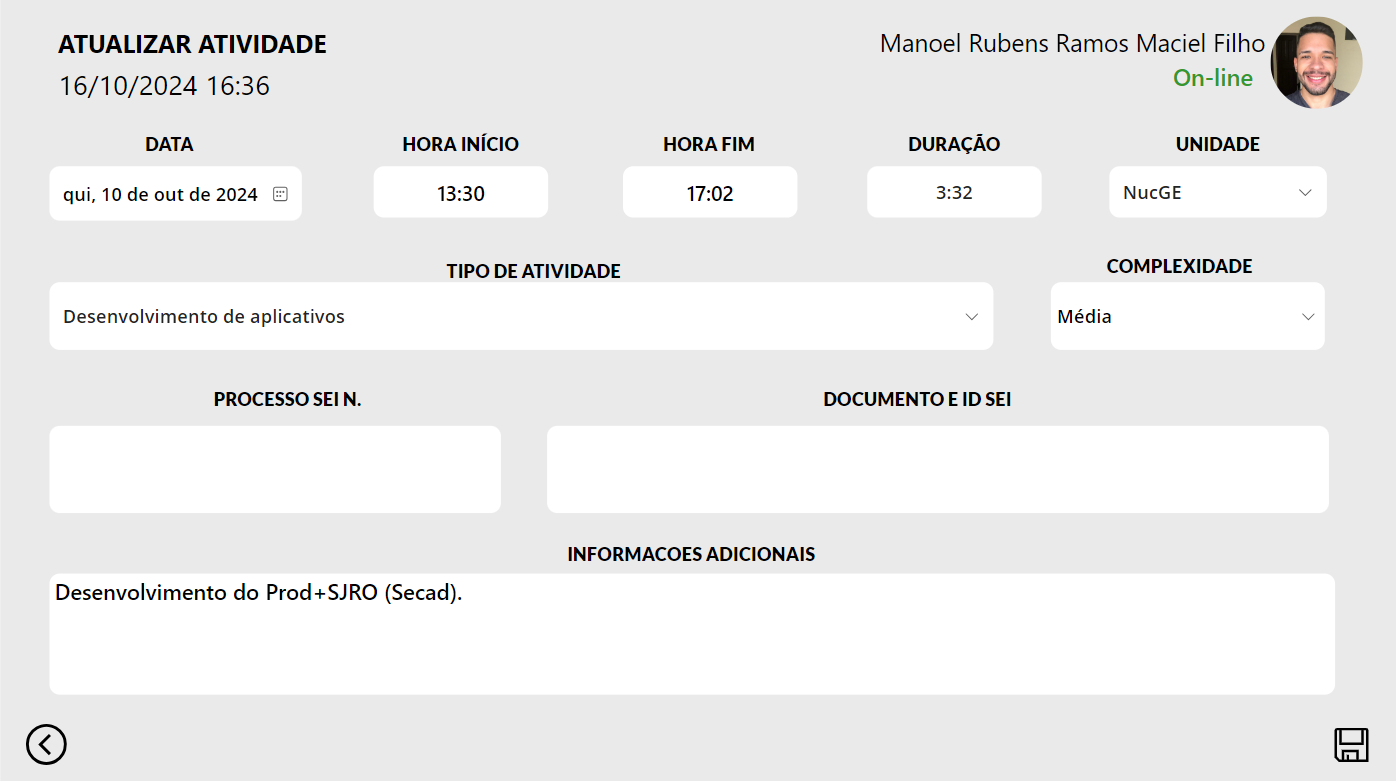 ATUALIZAR ATIVIDADE
Manoel Rubens Ramos Maciel Filho
16/10/2024 16:36
On-line
DATA
HORA INÍCIO
HORA FIM
DURAÇÃO
UNIDADE
qui, 10 de out de 2024
13:30
17:02
3:32
NucGE
TIPO DE ATIVIDADE
COMPLEXIDADE
Desenvolvimento de aplicativos
Média
PROCESSO SEI N.
DOCUMENTO E ID SEI
INFORMACOES ADICIONAIS
Desenvolvimento do Prod+SJRO (Secad).